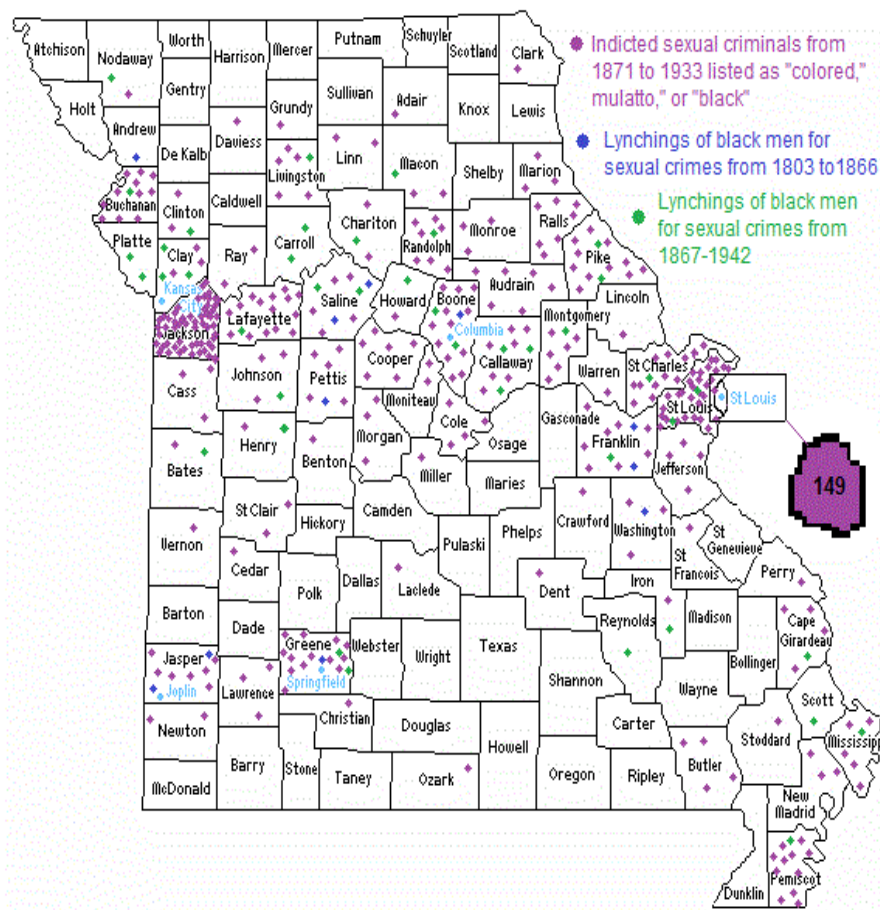 Atchison
Nodaway
Worth
Harrison
Mercer
Putnam
Schuyler
Scotland
Clark
Indicted sexual criminals from
1871 to 1933 listed as "colored,"
mulatto," or "black"
Holt
Gentry
Grundy
Sullivan
Adair
Knox
Lewis
Andrew
De Kalb
Daviess
Livingston
Linn
Macon
Shelby
Marion
Lynchings of black men for
sexual crimes from 1803 to1866
Buchanan
Clinton
Caldwell
Chariton
Randolph
Monroe
Ralls
Lynchings of black men
for sexual crimes from
1867-1942
Platte
Clay
Ray
Carroll
Pike
Kansas
City
Jackson
Lafayette
Saline
Howard
Boone
Audrain
Lincoln
Columbia
Montgomery
Callaway
Cass
Johnson
Pettis
Cooper
Moniteau
Warren
St Charles
St Louis
St Louis
Cole
Osage
Gasconade
Franklin
Jefferson
149
Bates
Henry
Benton
Morgan
Miller
Maries
St Clair
Hickory
Camden
Pulaski
Phelps
Crawford
Washington
St
Genevieve
St
Francois
Perry
Vernon
Cedar
Polk
Dallas
Laclede
Dent
Iron
Madison
Barton
Dade
Greene
Webster
Wright
Texas
Reynolds
Cape
Girardeau
Bollinger
Jasper
Joplin
Lawrence
Springfield
Shannon
Wayne
Scott
Newton
Christian
Douglas
Howell
Carter
Butler
Stoddard
Mississipp
McDonald
Barry
Stone
Taney
Ozark
Oregon
Ripley
New
Madrid
Dunklin
Pemiscot